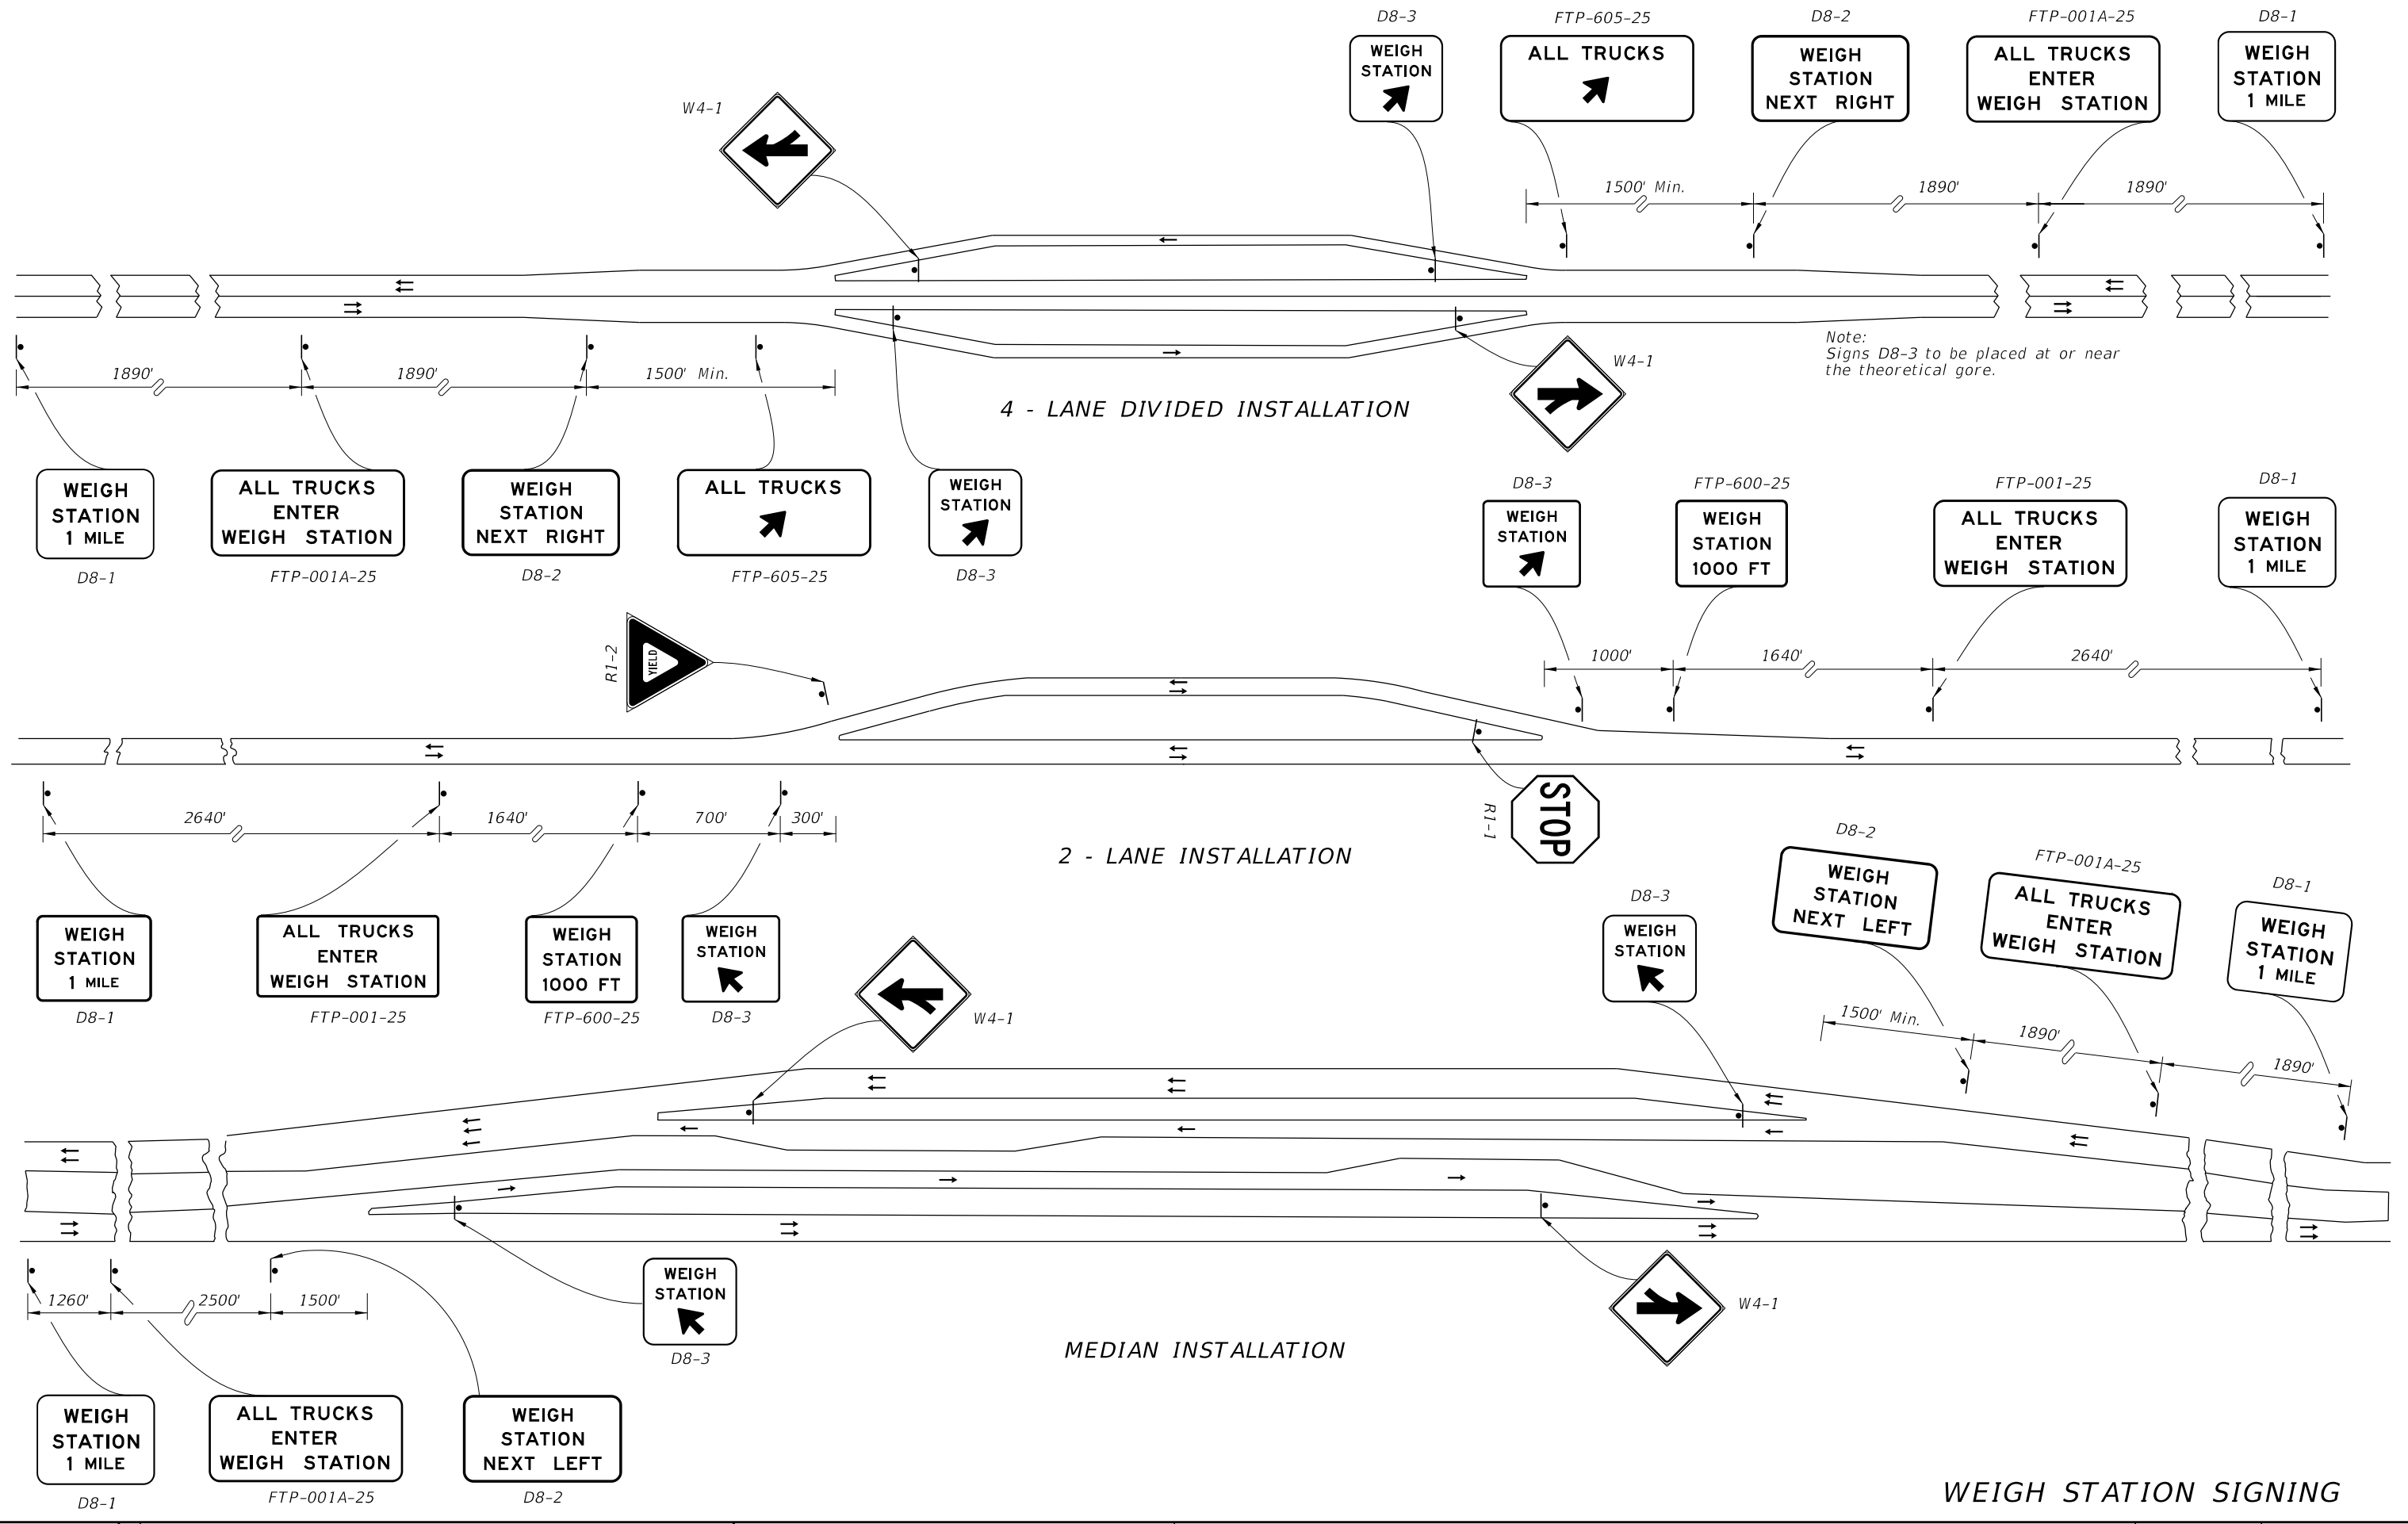 D8-3
FTP-605-25
D8-2
FTP-001A-25
D8-1
WEIGH
STATION
ALL TRUCKS
WEIGH
STATION
NEXT RIGHT
ALL TRUCKS
ENTER
WEIGH STATION
WEIGH
STATION
1 MILE
W4-1
1500' Min.
1890'
1890'
Note:
Signs D8-3 to be placed at or near
the theoretical gore.
W4-1
1890'
1890'
1500' Min.
4 - LANE DIVIDED INSTALLATION
WEIGH
STATION
1 MILE
D8-1
ALL TRUCKS
ENTER
WEIGH STATION
FTP-001A-25
WEIGH
STATION
NEXT RIGHT
D8-2
ALL TRUCKS
FTP-605-25
WEIGH
STATION
D8-3
D8-3
FTP-600-25
FTP-001-25
D8-1
WEIGH
STATION
WEIGH
STATION
1000 FT
ALL TRUCKS
ENTER
WEIGH STATION
WEIGH
STATION
1 MILE
R1-2
YIELD
1000'
1640'
2640'
R1-1
STOP
2640'
1640'
700'
300'
2 - LANE INSTALLATION
WEIGH
STATION
1 MILE
D8-1
ALL TRUCKS
ENTER
WEIGH STATION
FTP-001-25
WEIGH
STATION
1000 FT
FTP-600-25
WEIGH
STATION
D8-3
W4-1
D8-3
WEIGH
STATION
D8-2
WEIGH
STATION
NEXT LEFT
FTP-001A-25
ALL TRUCKS
ENTER
WEIGH STATION
D8-1
WEIGH
STATION
1 MILE
1500' Min.
1890'
1890'
1260'
2500'
1500'
WEIGH
STATION
D8-3
W4-1
MEDIAN INSTALLATION
WEIGH
STATION
1 MILE
D8-1
ALL TRUCKS
ENTER
WEIGH STATION
FTP-001A-25
WEIGH
STATION
NEXT LEFT
D8-2
WEIGH STATION SIGNING